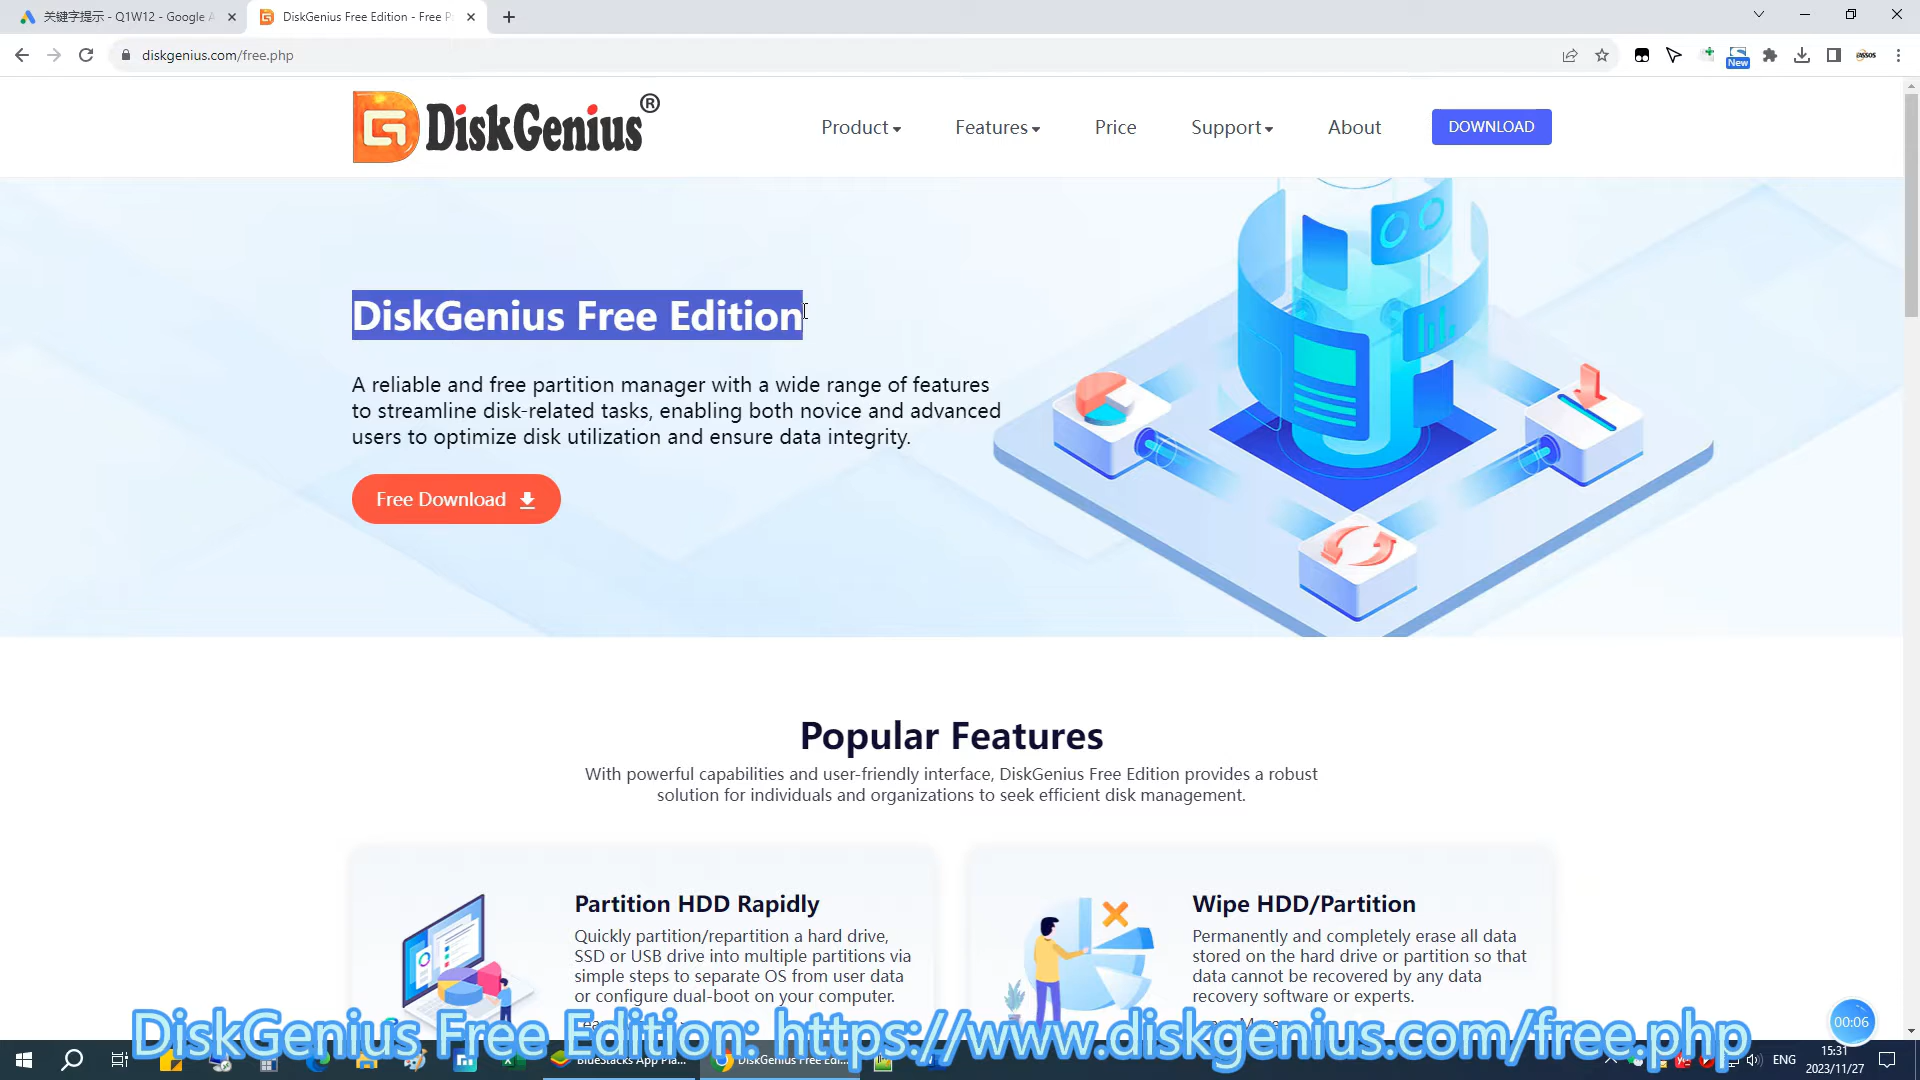 关键字提示 - Q1W12 - Google A
DiskGenius Free Edition - Free P
diskgenius.com/free.php
New
DiskGenius®
Product
Features
Price
Support
About
DOWNLOAD
DiskGenius Free Edition
A reliable and free partition manager with a wide range of features
to streamline disk-related tasks, enabling both novice and advanced
users to optimize disk utilization and ensure data integrity.
Free Download
Popular Features
With powerful capabilities and user-friendly interface, DiskGenius Free Edition provides a robust
solution for individuals and organizations to seek efficient disk management.
Partition HDD Rapidly
Quickly partition/repartition a hard drive,
SSD or USB drive into multiple partitions via
simple steps to separate OS from user data
or configure dual-boot on your computer.
Wipe HDD/Partition
Permanently and completely erase all data
stored on the hard drive or partition so that
data cannot be recovered by any data
recovery software or experts.
00:06
DiskGenius Free Edition: https://www.diskgenius.com/free.php
BlueStacks App Pla...
DiskGenius Free Edi...
ENG
15:31
2023/11/27